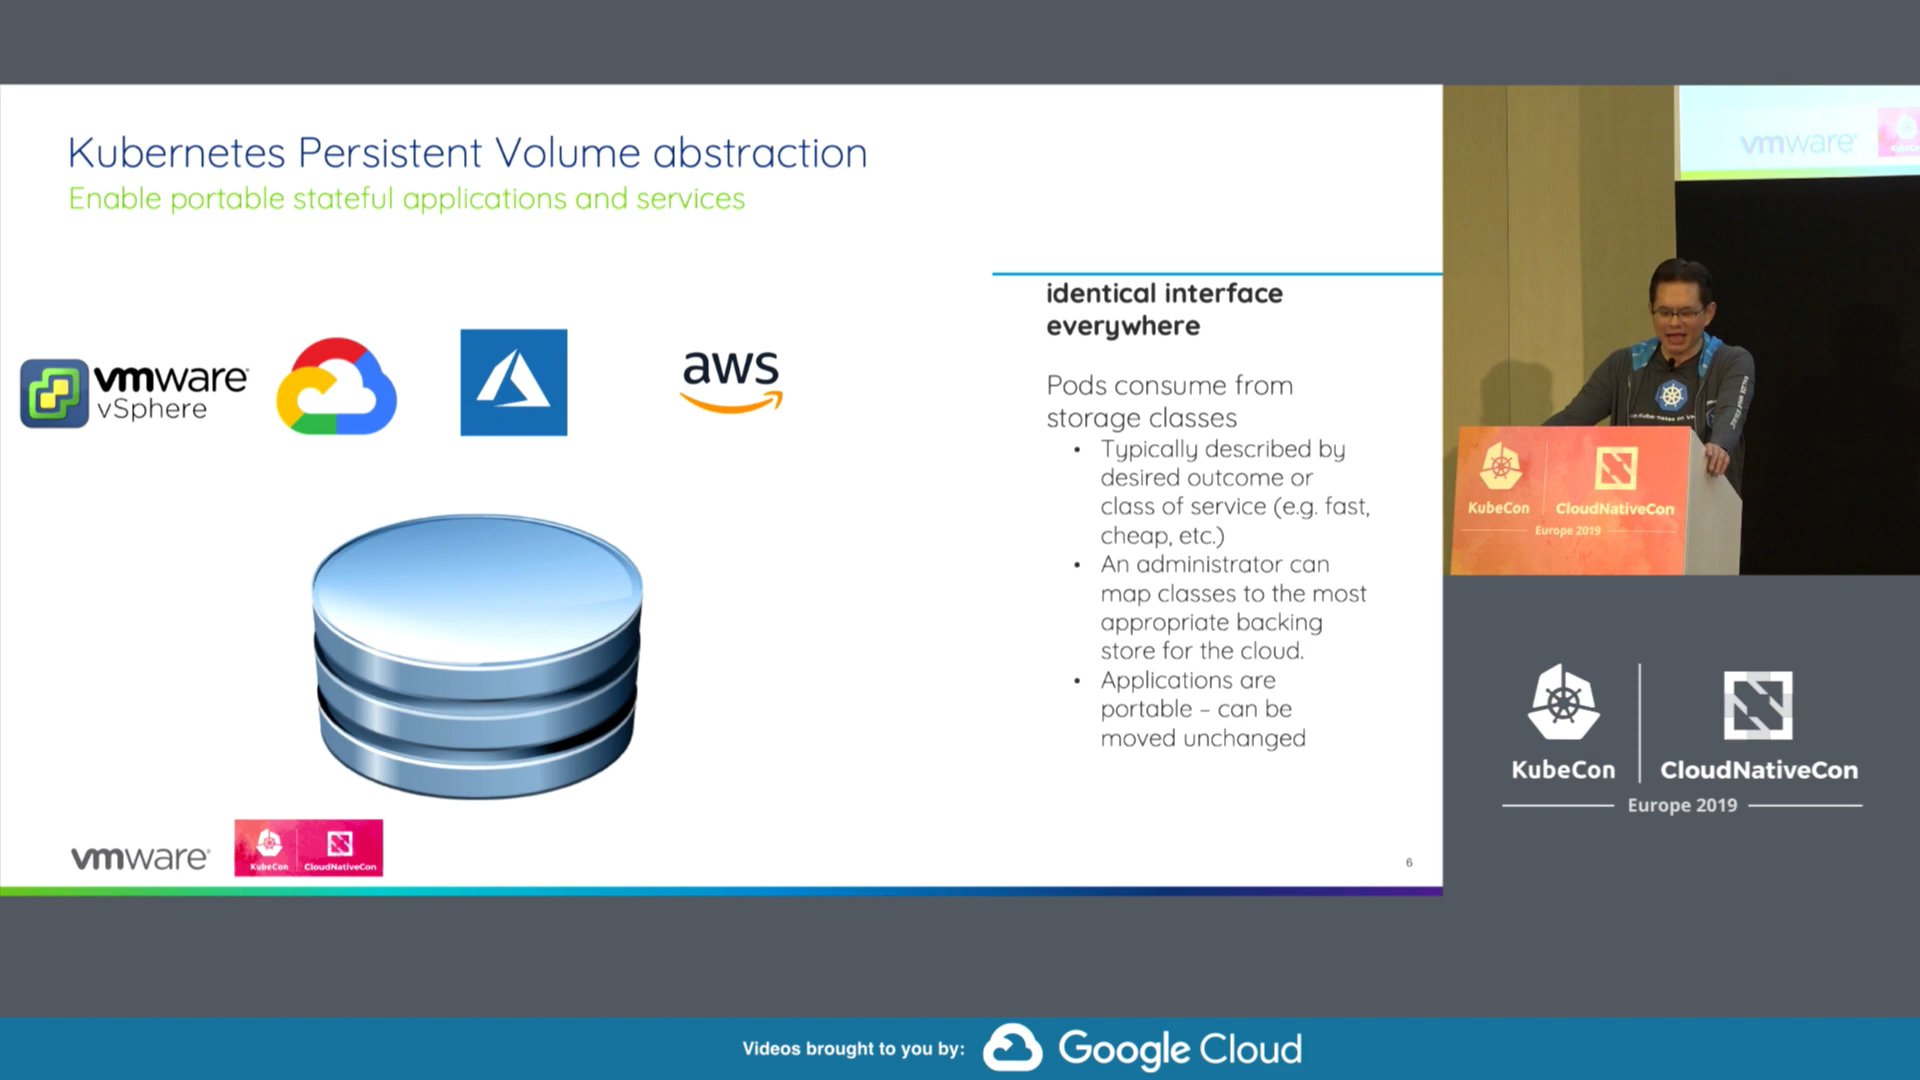 Kubernetes Persistent Volume abstraction
Enable portable stateful applications and services
vmware
vSphere
aws
identical interface
everywhere
Pods consume from
storage classes
• Typically described by
desired outcome or
class of service (e.g. fast,
cheap, etc.)
• An administrator can
map classes to the most
appropriate backing
store for the cloud.
• Applications are
portable – can be
moved unchanged
vmware
KubeCon CloudNativeCon
6
vmware
KubeCon CloudNativeCon
Europe 2019
KubeCon CloudNativeCon
Europe 2019
Videos brought to you by: Google Cloud